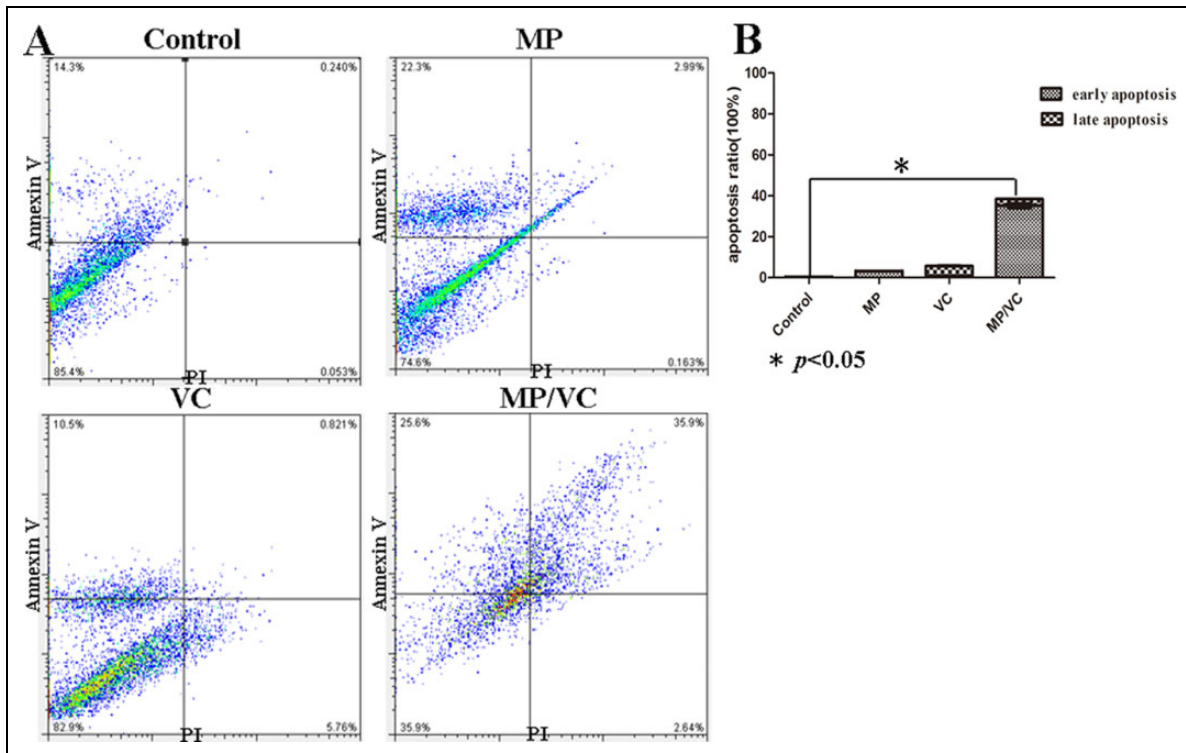 A
Control
14.3%
0.240%
Annexin V
85.4%
PI
0.053%
MP
22.3%
2.99%
Annexin V
74.6%
PI
0.163%
VC
10.5%
0.821%
Annexin V
82.9%
PI
5.76%
MP/VC
25.6%
35.9%
Annexin V
35.9%
PI
2.64%
B
apoptosis ratio(100%)
100
80
60
40
20
0
*
early apoptosis
late apoptosis
Control
MP
VC
MP/VC
* p<0.05